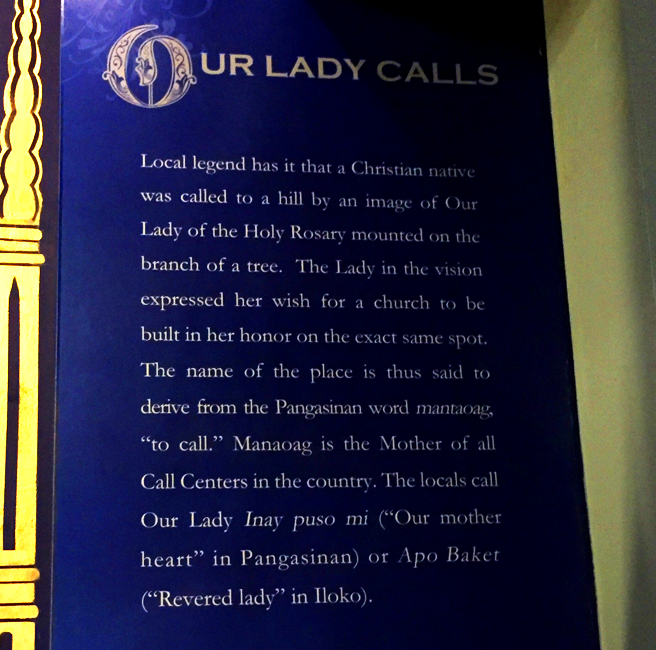 OUR LADY CALLS
Local legend has it that a Christian native
was called to a hill by an image of Our
Lady of the Holy Rosary mounted on the
branch of a tree. The Lady in the vision
expressed her wish for a church to be
built in her honor on the exact same spot.
The name of the place is thus said to
derive from the Pangasinan word mantaoag,
“to call.” Manaoag is the Mother of all
Call Centers in the country. The locals call
Our Lady Inay puso mi (“Our mother
heart” in Pangasinan) or Apo Baket
(“Revered lady” in Iloko).